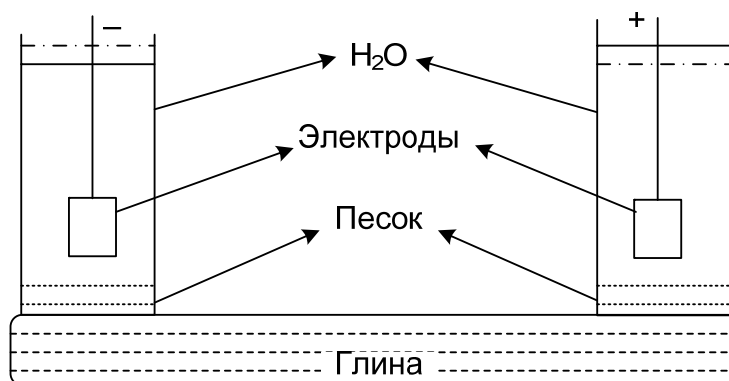 –
+
H₂O
Электроды
Песок
Глина